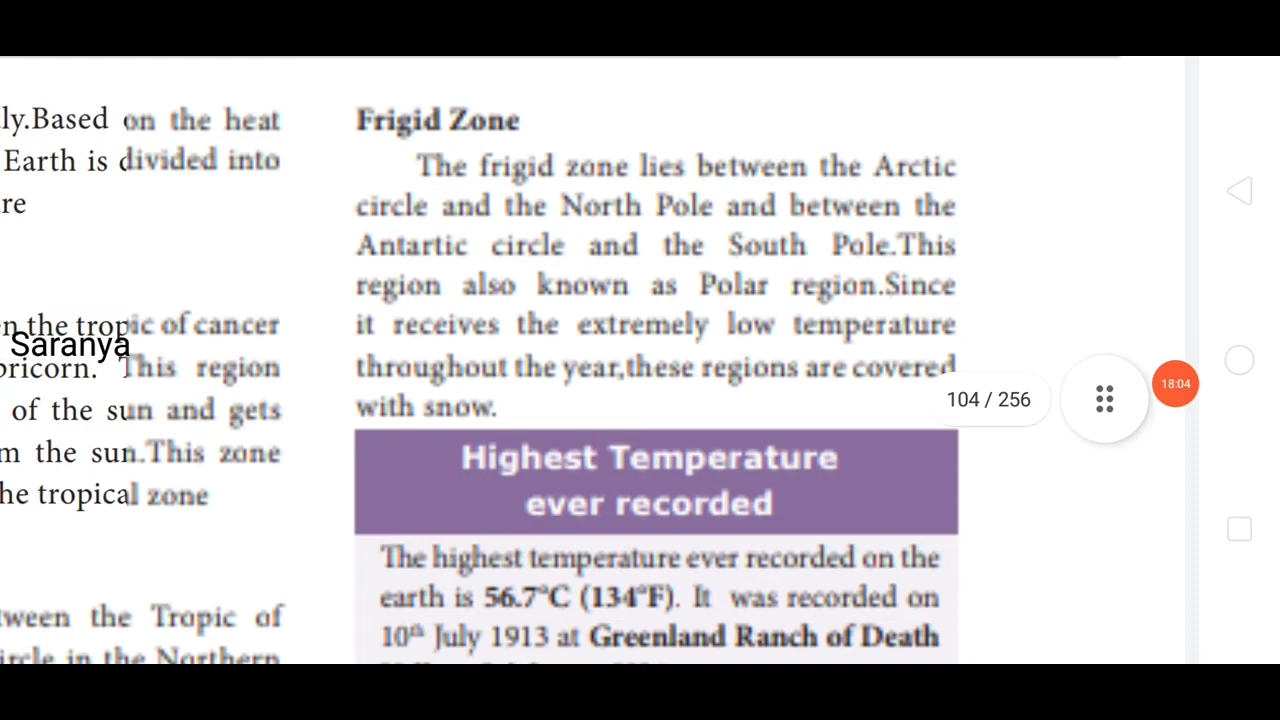 ly.Based on the heat
Earth is divided into
re
n the tropic of cancer
Saranya
pricorn. This region
of the sun and gets
m the sun.This zone
he tropical zone
tween the Tropic of
ircle in the Northern
Frigid Zone
The frigid zone lies between the Arctic
circle and the North Pole and between the
Antartic circle and the South Pole.This
region also known as Polar region.Since
it receives the extremely low temperature
throughout the year,these regions are covered
with snow.
104 / 256
18:04
Highest Temperature
ever recorded
The highest temperature ever recorded on the
earth is 56.7°C (134°F). It was recorded on
10th July 1913 at Greenland Ranch of Death